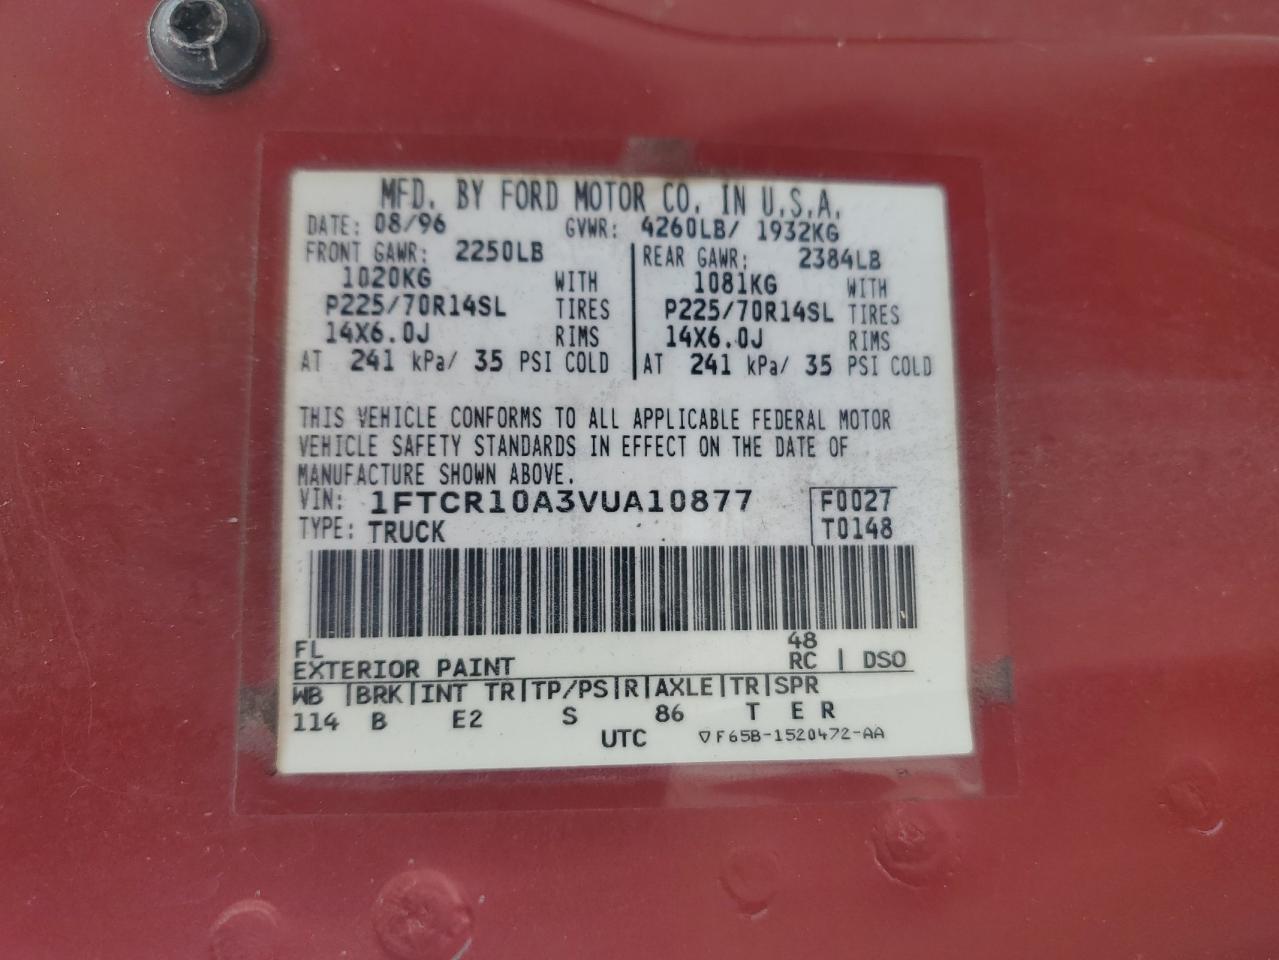 MFD. BY FORD MOTOR CO. IN U.S.A.
DATE: 08/96 GVWR: 4260LB/ 1932KG
FRONT GAWR: 2250LB REAR GAWR: 2384LB
1020KG WITH 1081KG WITH
P225/70R14SL TIRES P225/70R14SL TIRES
14X6.0J RIMS 14X6.0J RIMS
AT 241 kPa/ 35 PSI COLD AT 241 kPa/ 35 PSI COLD
THIS VEHICLE CONFORMS TO ALL APPLICABLE FEDERAL MOTOR
VEHICLE SAFETY STANDARDS IN EFFECT ON THE DATE OF
MANUFACTURE SHOWN ABOVE.
VIN: 1FTCR10A3VUA10877 F0027
TYPE: TRUCK T0148
FL 48
EXTERIOR PAINT RC | DSO
WB |BRK|INT TR|TP/PS|R|AXLE|TR|SPR
114 B E2 S 86 T E R
UTC ▽F65B-1520472-AA